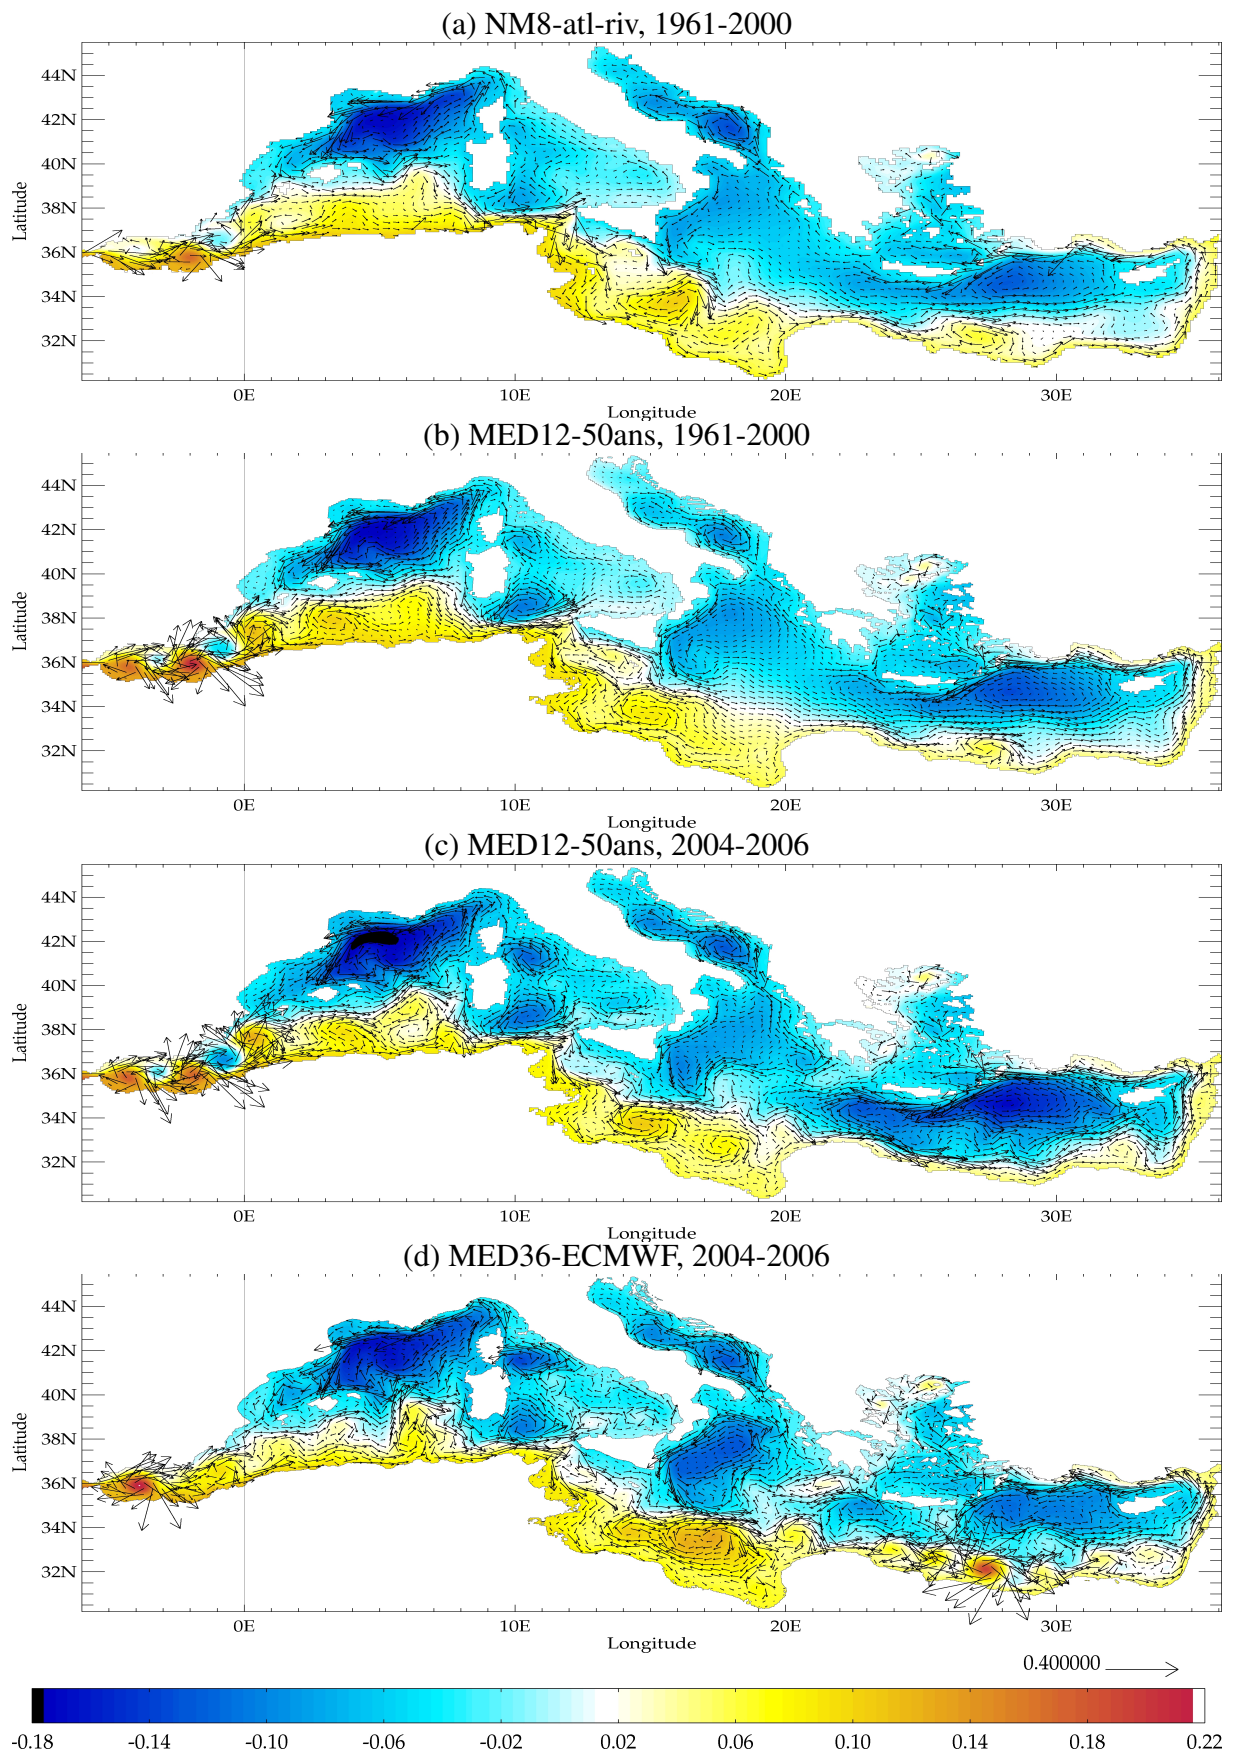 (a) NM8-atl-riv, 1961-2000
44N
42N
40N
38N
36N
34N
32N
Latitude
0E 10E 20E 30E
Longitude
(b) MED12-50ans, 1961-2000
44N
42N
40N
38N
36N
34N
32N
Latitude
0E 10E 20E 30E
Longitude
(c) MED12-50ans, 2004-2006
44N
42N
40N
38N
36N
34N
32N
Latitude
0E 10E 20E 30E
Longitude
(d) MED36-ECMWF, 2004-2006
44N
42N
40N
38N
36N
34N
32N
Latitude
0E 10E 20E 30E
Longitude
0.400000
-0.18 -0.14 -0.10 -0.06 -0.02 0.02 0.06 0.10 0.14 0.18 0.22